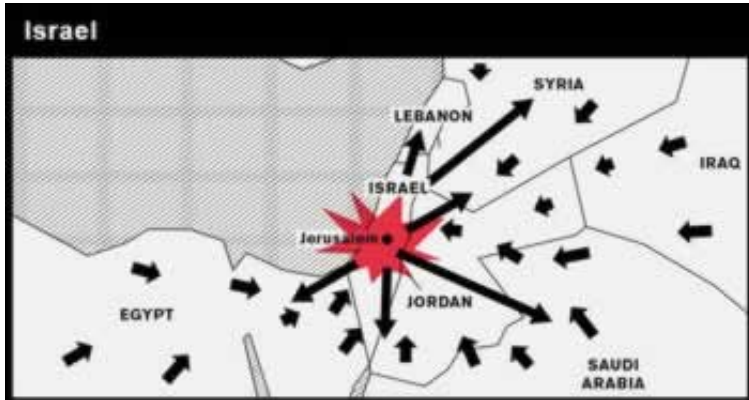 Israel
SYRIA
LEBANON
IRAQ
ISRAEL
Jerusalem
JORDAN
EGYPT
SAUDI
ARABIA